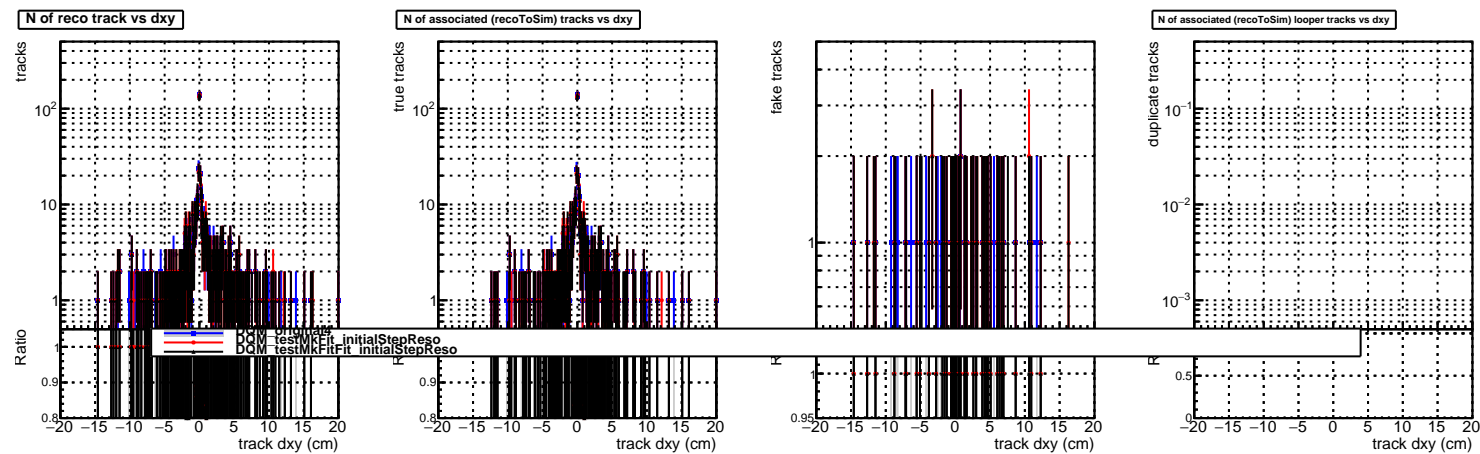 N of reco track vs dxy
N of associated (recoToSim) tracks vs dxy
N of associated (recoToSim) looper tracks vs dxy
tracks
10²
10
1
Ratio
1
0.9
0.8
−20 −15 −10 −5 0 5 10 15 20
track dxy (cm)
true tracks
10²
10
1
0.9
0.8
−20 −15 −10 −5 0 5 10 15 20
track dxy (cm)
fake tracks
1
1
0.95
−20 −15 −10 −5 0 5 10 15 20
track dxy (cm)
duplicate tracks
10⁻¹
10⁻²
10⁻³
0.5
0
−20 −15 −10 −5 0 5 10 15 20
track dxy (cm)
DQM_original4
DQM_testMkFit_initialStepReso
DQM_testMkFitFit_initialStepReso